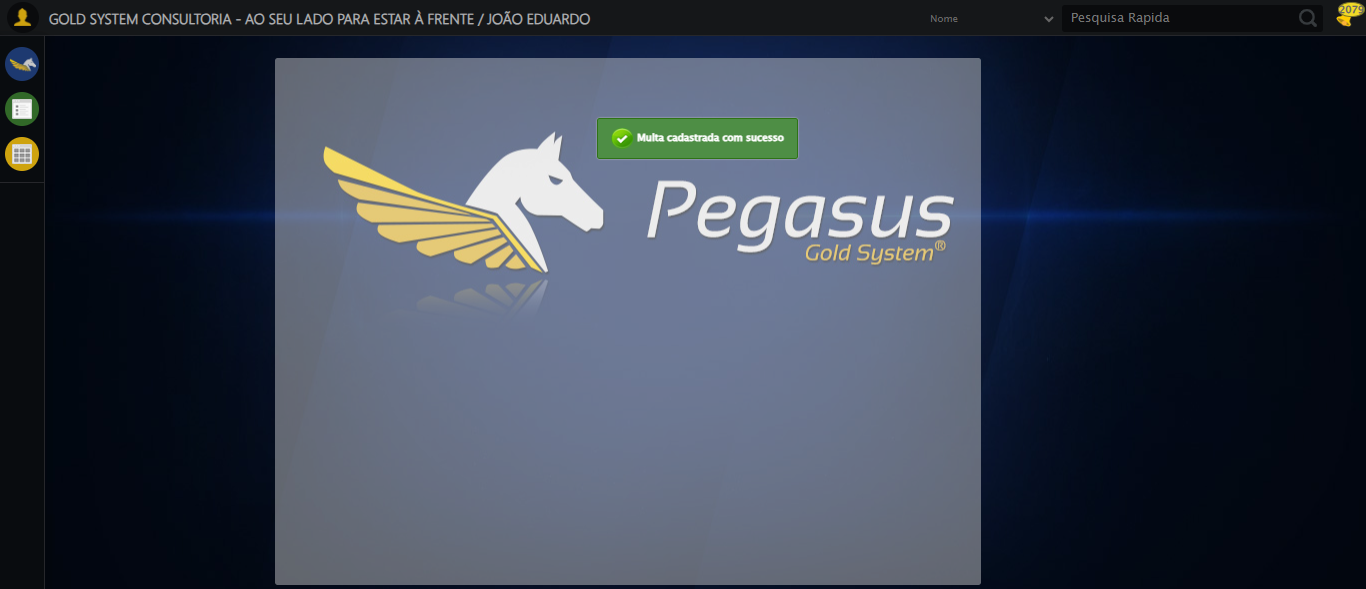 GOLD SYSTEM CONSULTORIA - AO SEU LADO PARA ESTAR À FRENTE / JOÃO EDUARDO
Nome
Pesquisa Rapida
2079
Multa cadastrada com sucesso
Pegasus
Gold System®